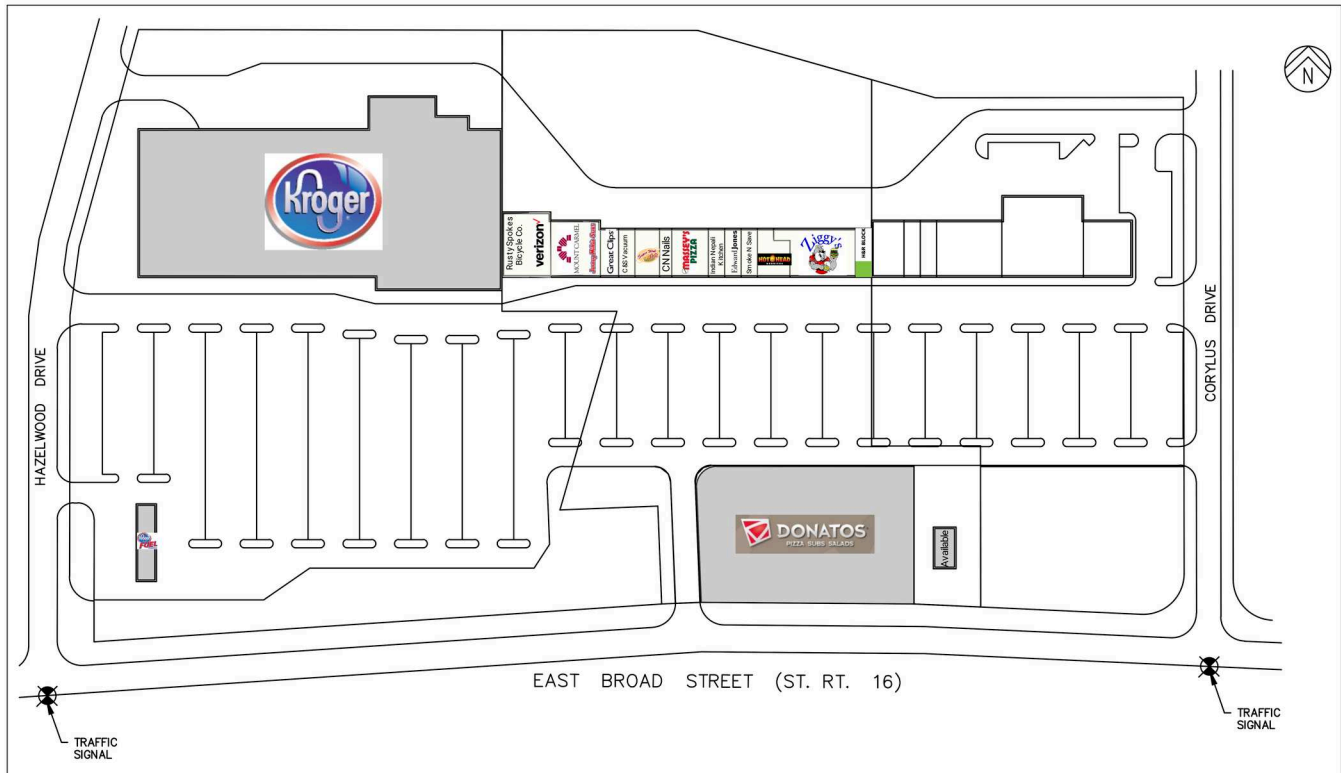 N
Kroger
Rusty Spokes
Bicycle Co.
verizon
MOUNT CARMEL
Great Clips
C&S Vacuum
CN Nails
MASSEY'S
PIZZA
Indian Nepali
Kitchen
Edward Jones
Smoke N Save
HOT HEAD
Ziggy's
H&R BLOCK
HAZELWOOD DRIVE
CORYLUS DRIVE
FUEL
DONATOS
PIZZA SUBS SALADS
Available
EAST BROAD STREET (ST. RT. 16)
TRAFFIC
SIGNAL
TRAFFIC
SIGNAL